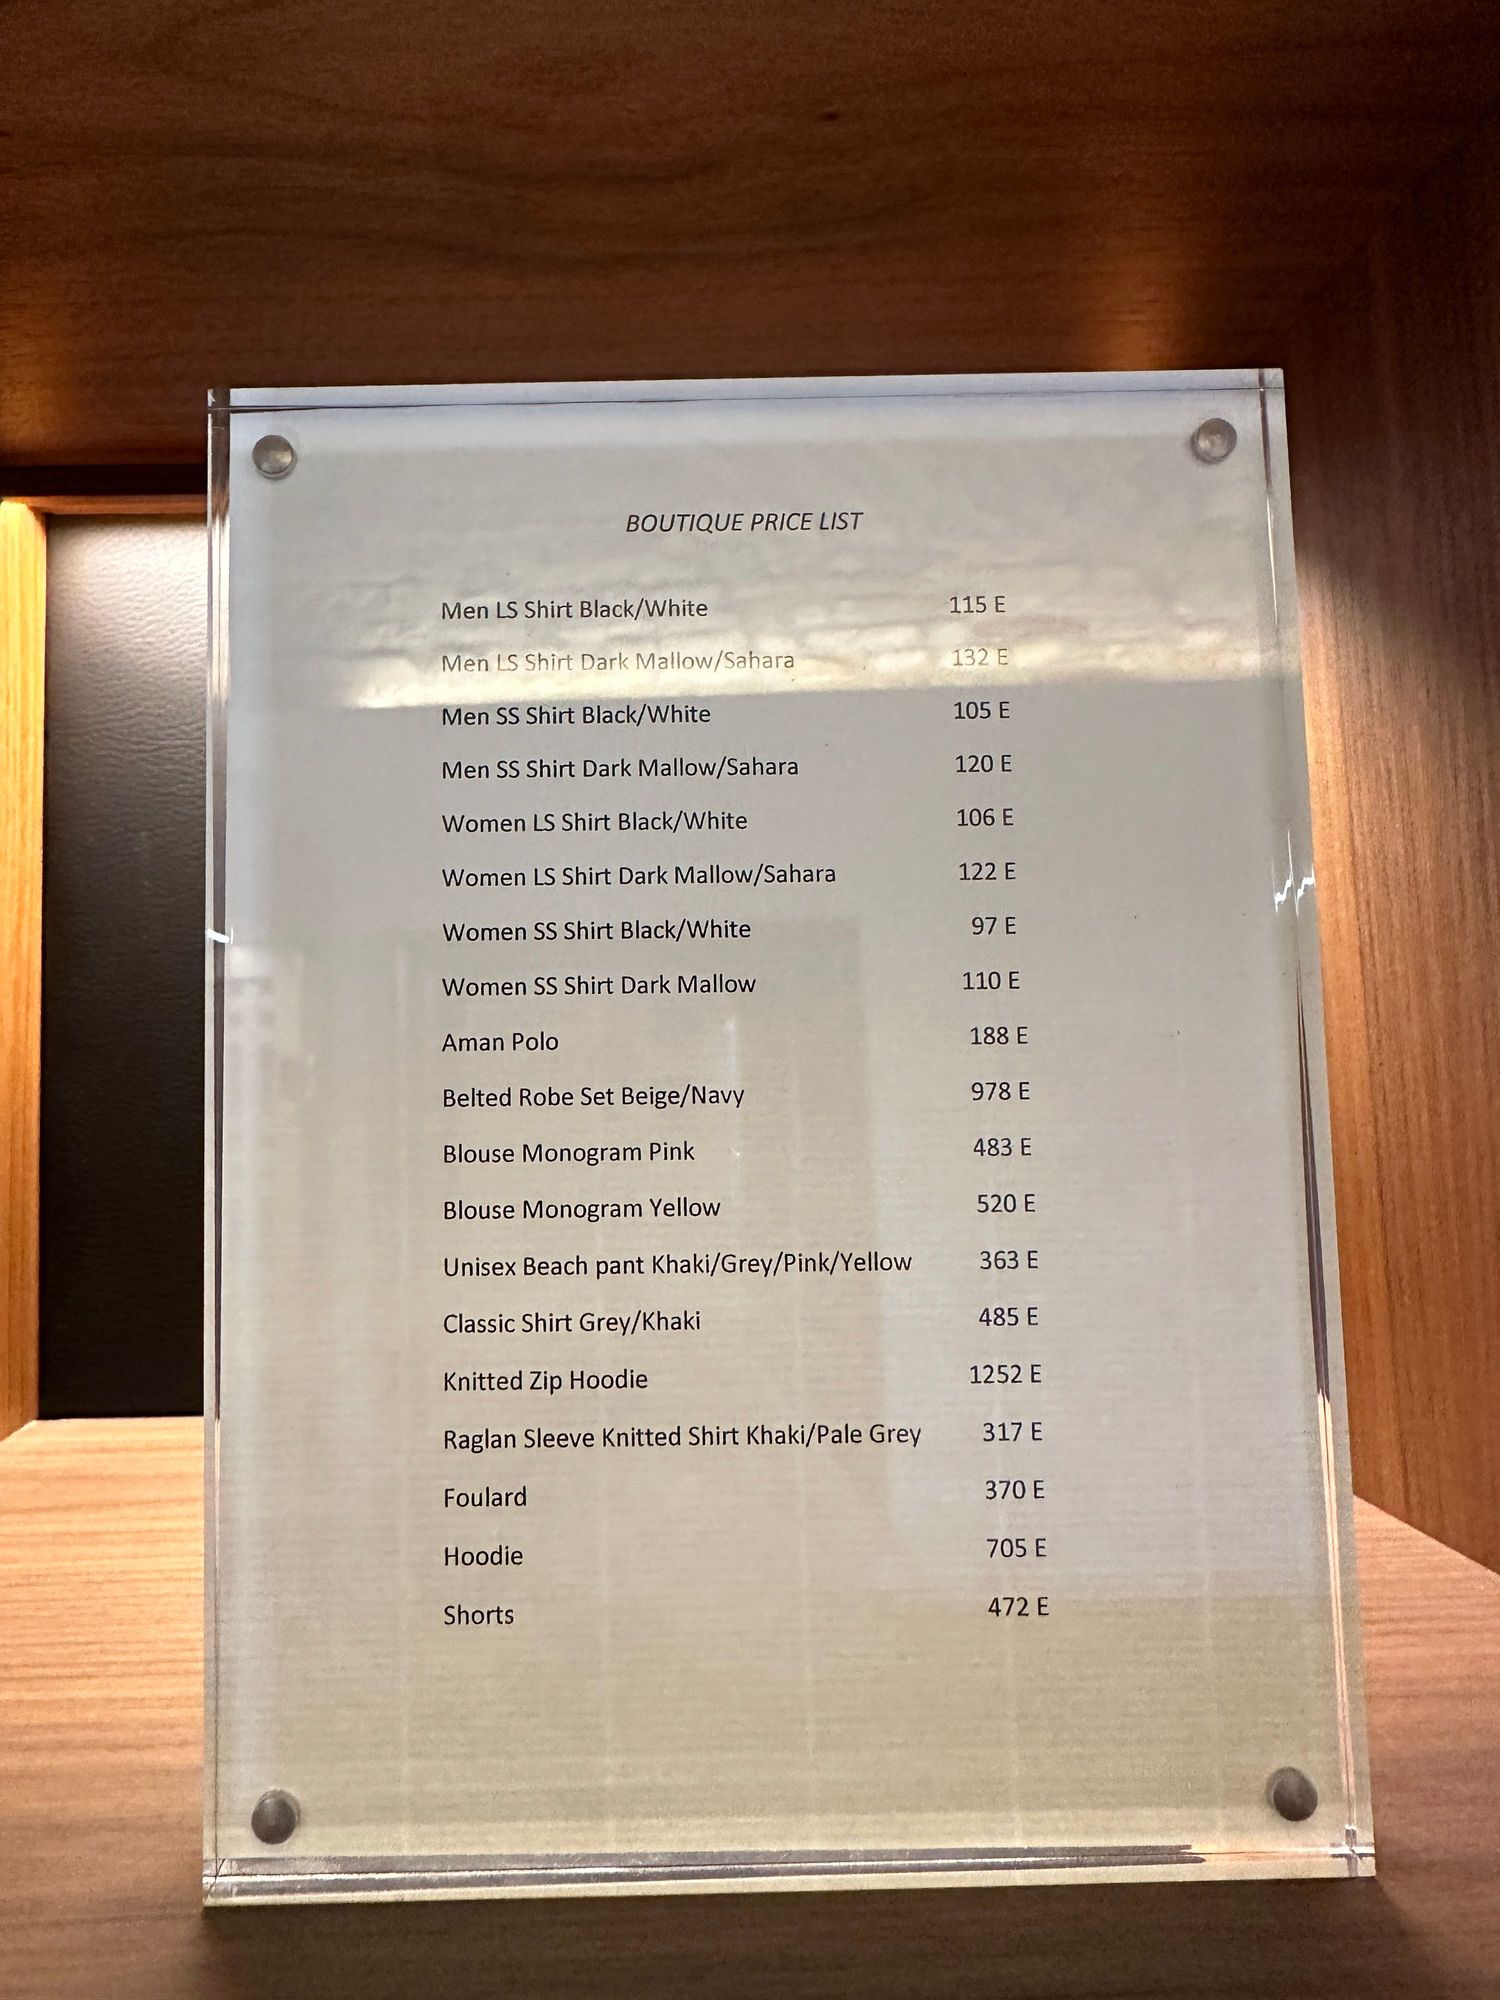 BOUTIQUE PRICE LIST
Men LS Shirt Black/White 115 E
Men LS Shirt Dark Mallow/Sahara 132 E
Men SS Shirt Black/White 105 E
Men SS Shirt Dark Mallow/Sahara 120 E
Women LS Shirt Black/White 106 E
Women LS Shirt Dark Mallow/Sahara 122 E
Women SS Shirt Black/White 97 E
Women SS Shirt Dark Mallow 110 E
Aman Polo 188 E
Belted Robe Set Beige/Navy 978 E
Blouse Monogram Pink 483 E
Blouse Monogram Yellow 520 E
Unisex Beach pant Khaki/Grey/Pink/Yellow 363 E
Classic Shirt Grey/Khaki 485 E
Knitted Zip Hoodie 1252 E
Raglan Sleeve Knitted Shirt Khaki/Pale Grey 317 E
Foulard 370 E
Hoodie 705 E
Shorts 472 E